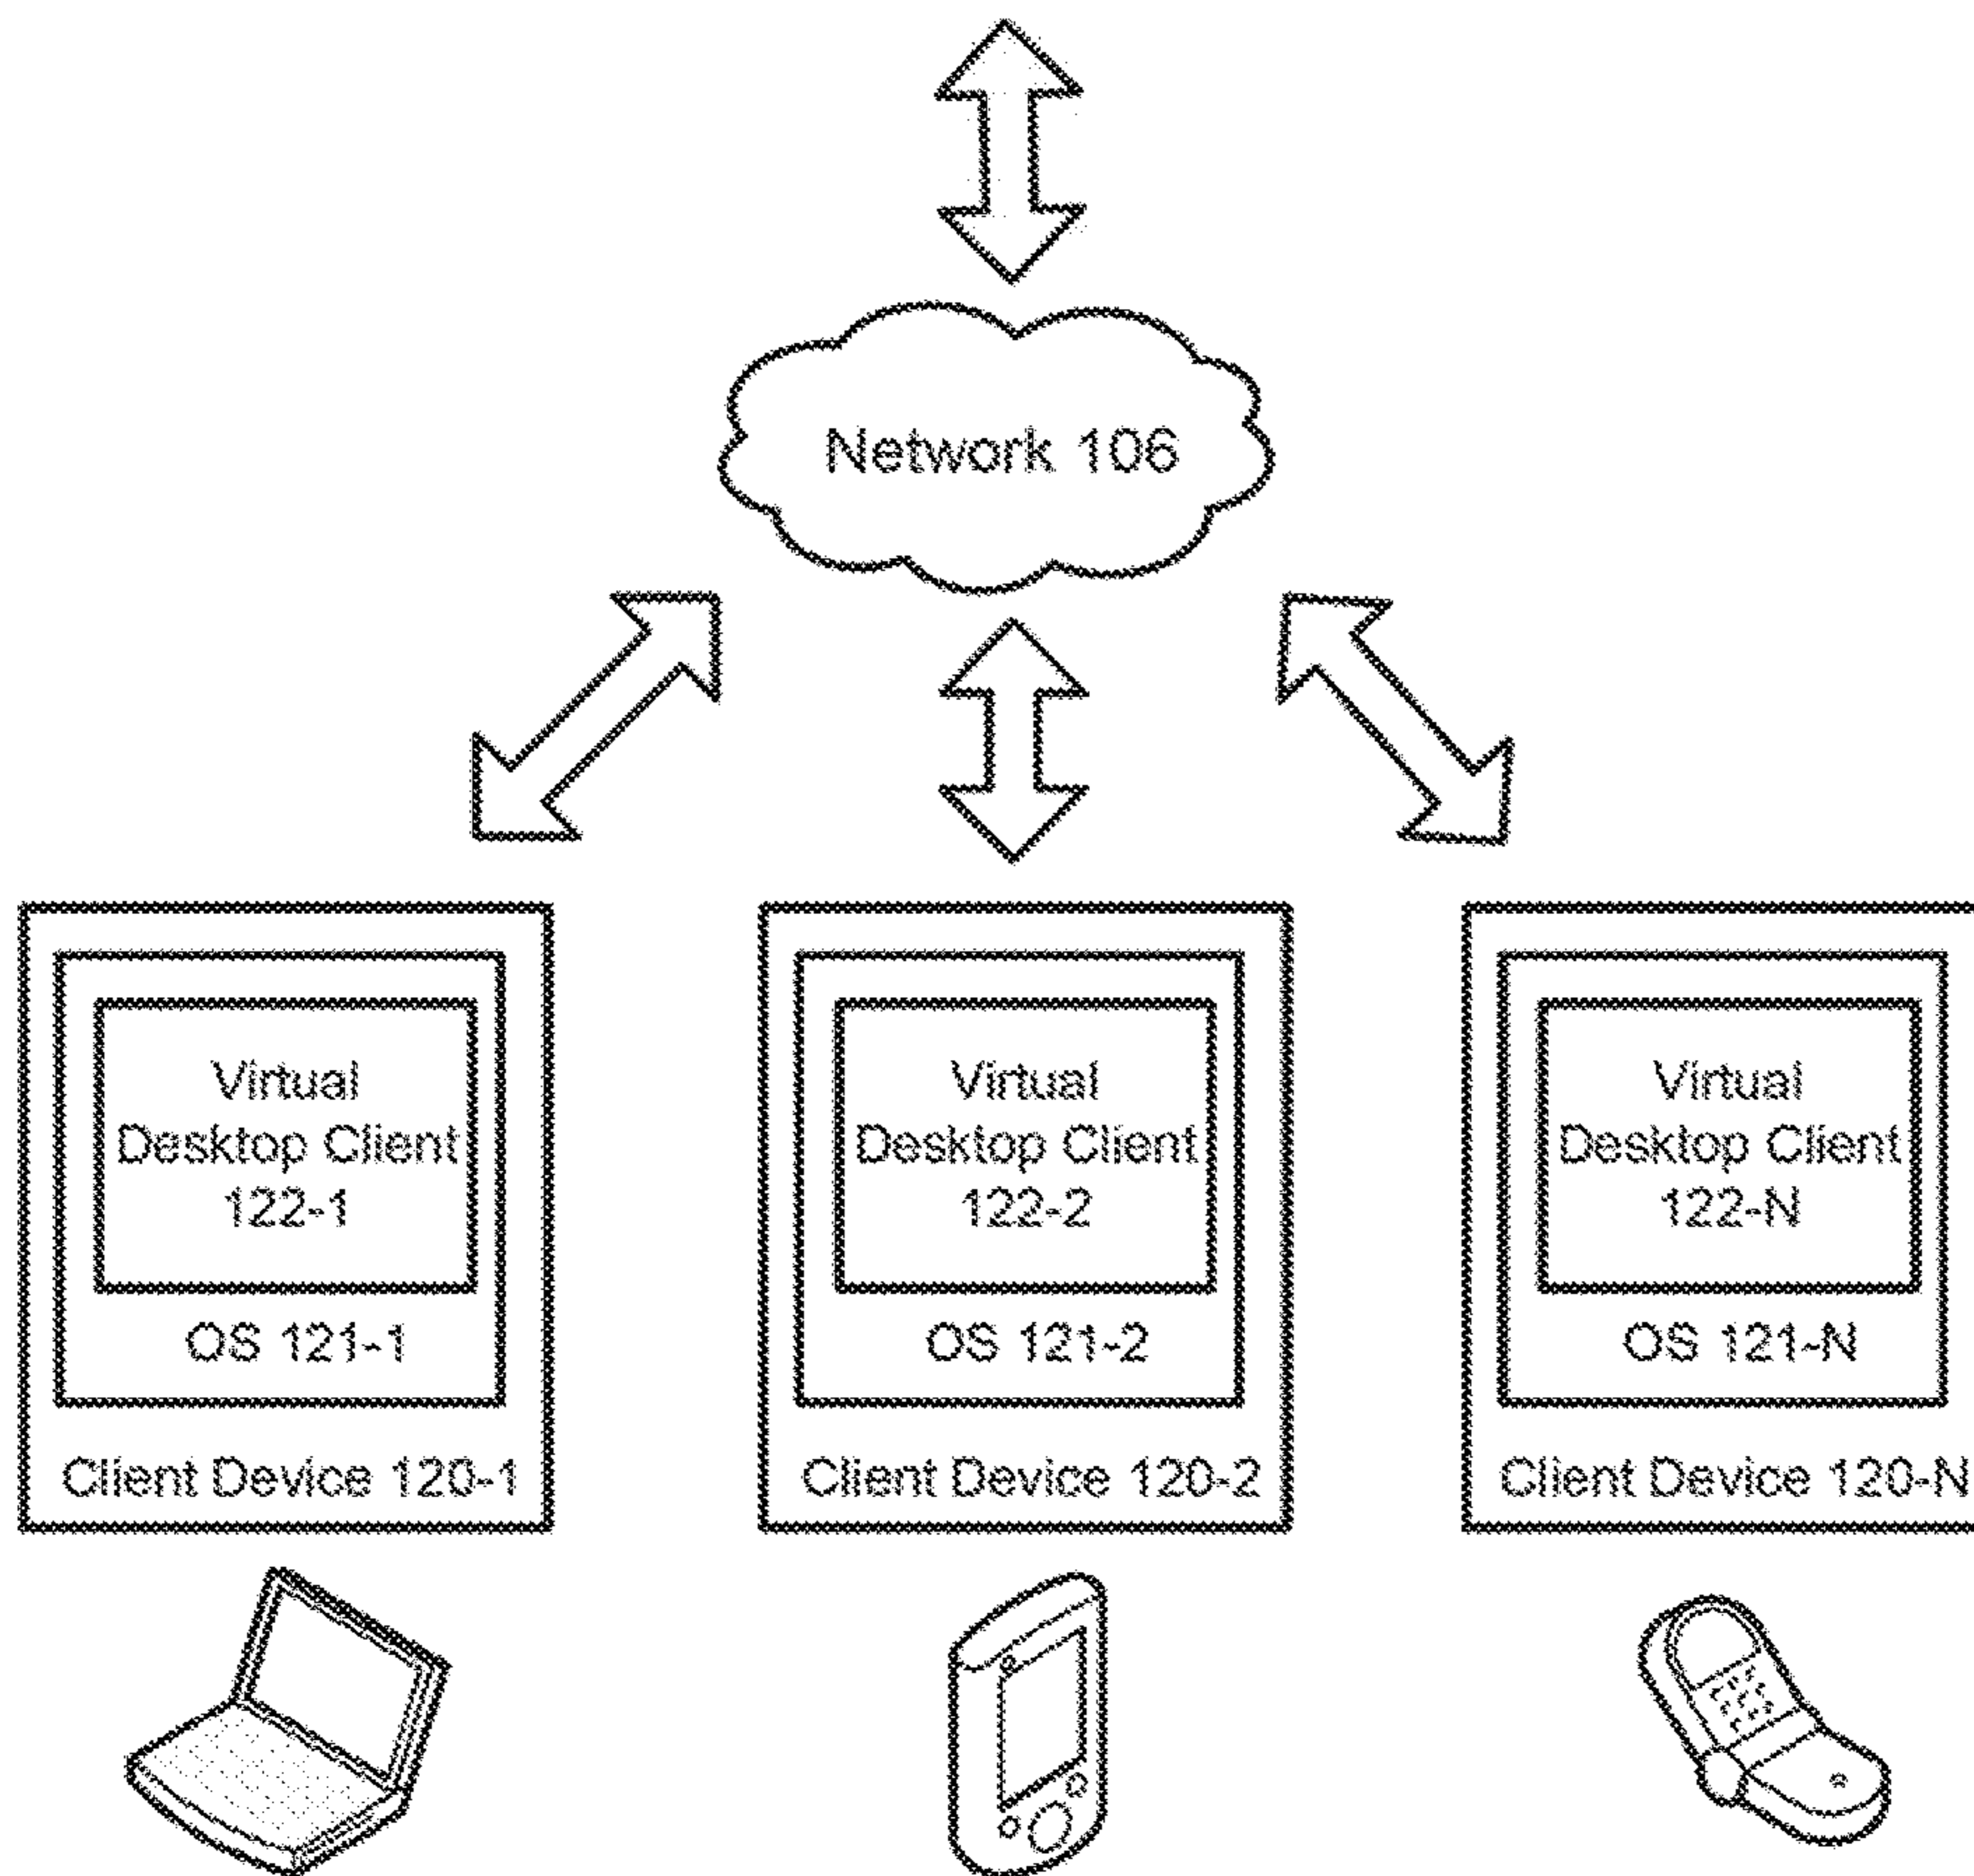 Network 106
Virtual
Desktop Client
122-1
OS 121-1
Client Device 120-1
Virtual
Desktop Client
122-2
OS 121-2
Client Device 120-2
Virtual
Desktop Client
122-N
OS 121-N
Client Device 120-N